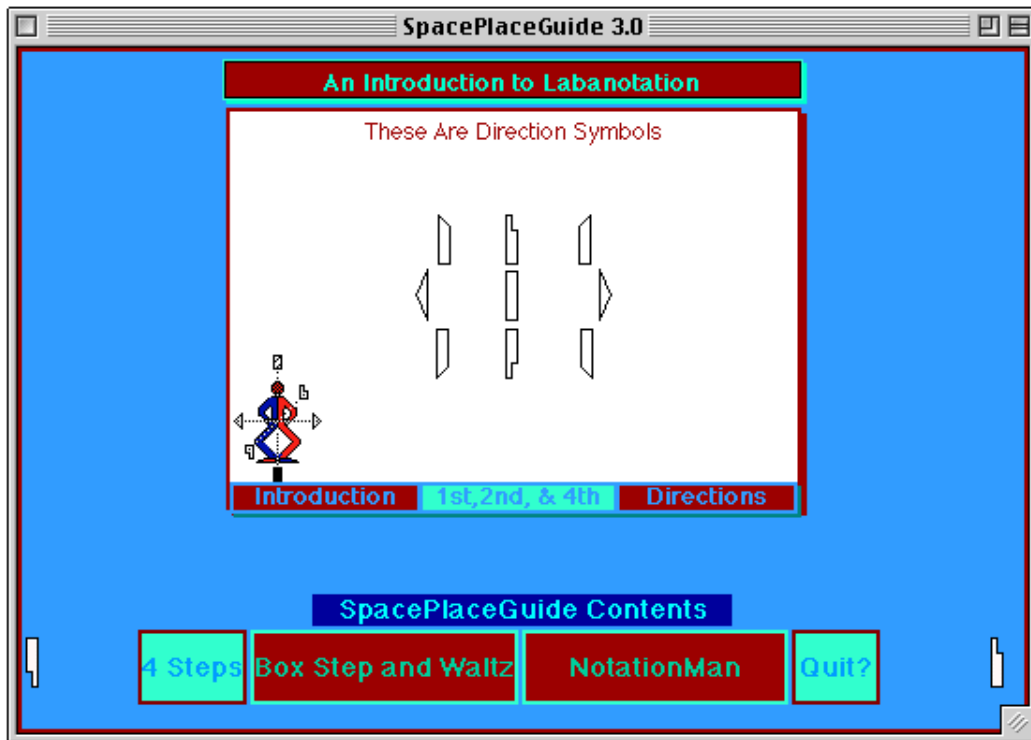 SpacePlaceGuide 3.0
An Introduction to Labanotation
These Are Direction Symbols
Introduction
1st,2nd, & 4th
Directions
SpacePlaceGuide Contents
4 Steps
Box Step and Waltz
NotationMan
Quit?